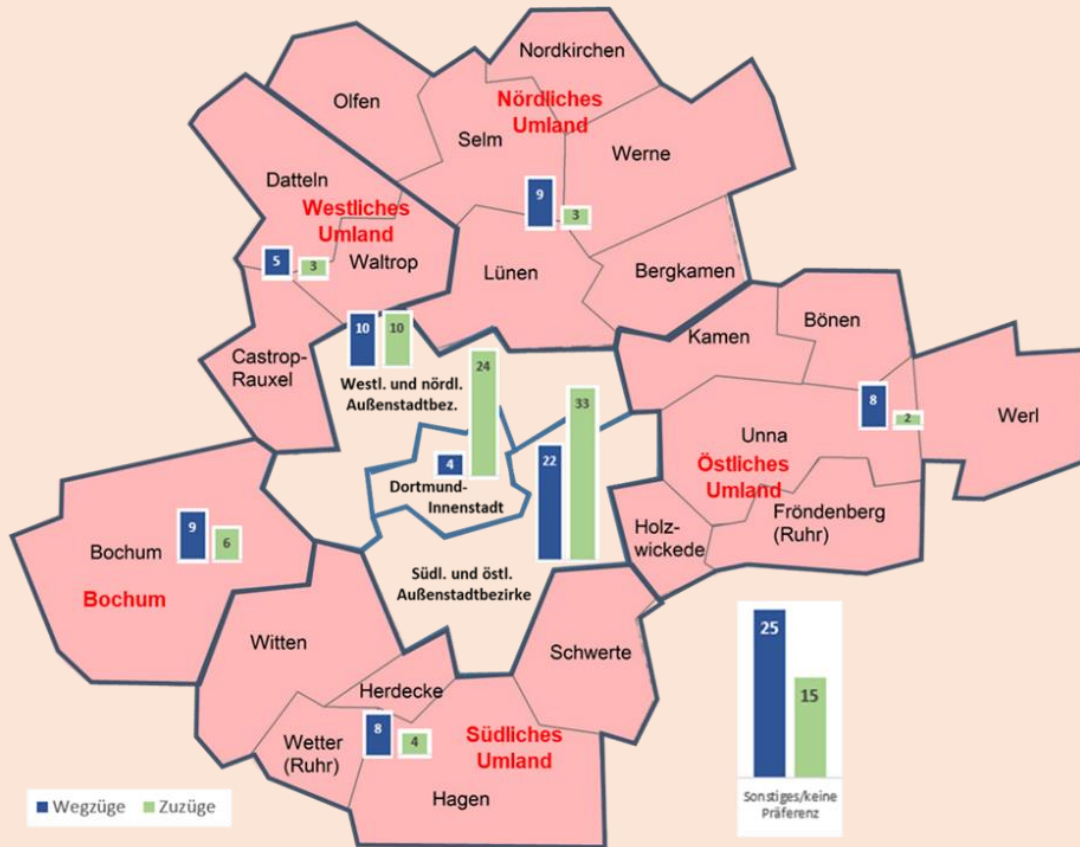 Nordkirchen
Olfen
Nördliches
Umland
Selm
Werne
Datteln
9
3
Westliches
Umland
5
3
Waltrop
Lünen
Bergkamen
Bönen
Kamen
10
10
Castrop-
Rauxel
24
Westl. und nördl.
Außenstadtbez.
33
8
2
Werl
Unna
Östliches
Umland
4
22
Dortmund-
Innenstadt
Fröndenberg
(Ruhr)
Holz-
wickede
9
6
Bochum
Bochum
Südl. und östl.
Außenstadtbezirke
Witten
Schwerte
25
15
Herdecke
8
4
Südliches
Umland
Wetter
(Ruhr)
Hagen
Sonstiges/keine
Präferenz
Wegzüge Zuzüge